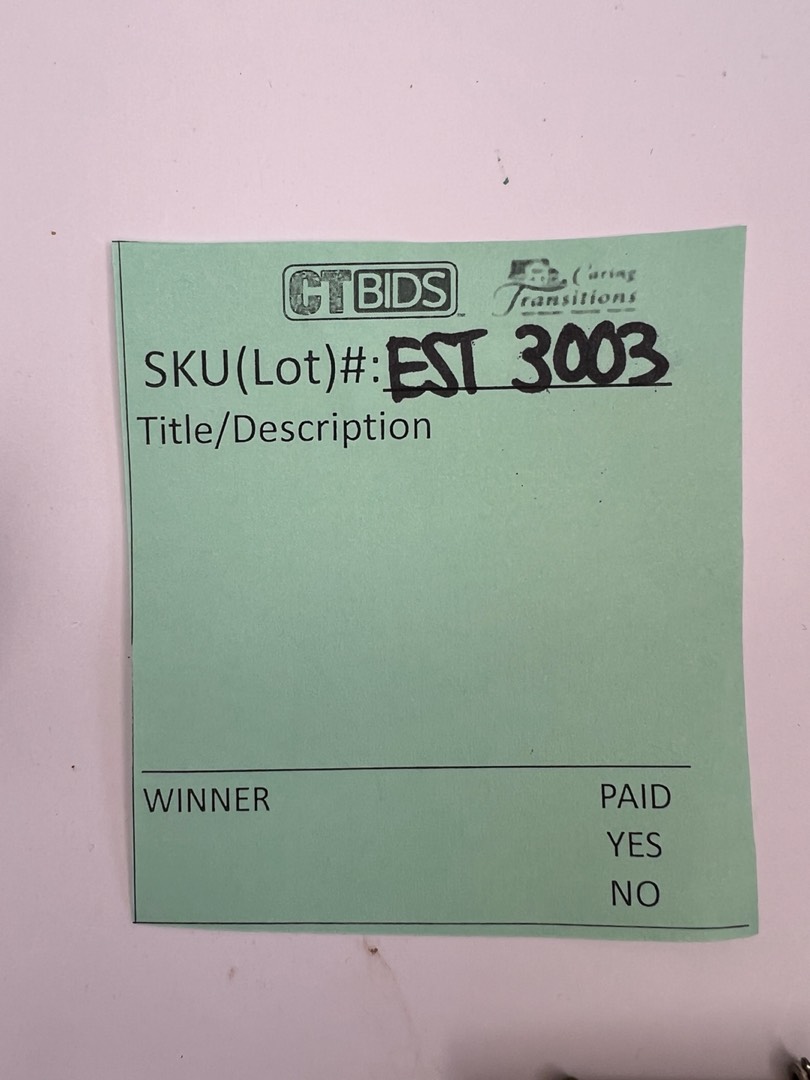 CTBIDS Caring Transitions
SKU(Lot)#: EST 3003
Title/Description
WINNER PAID
YES
NO